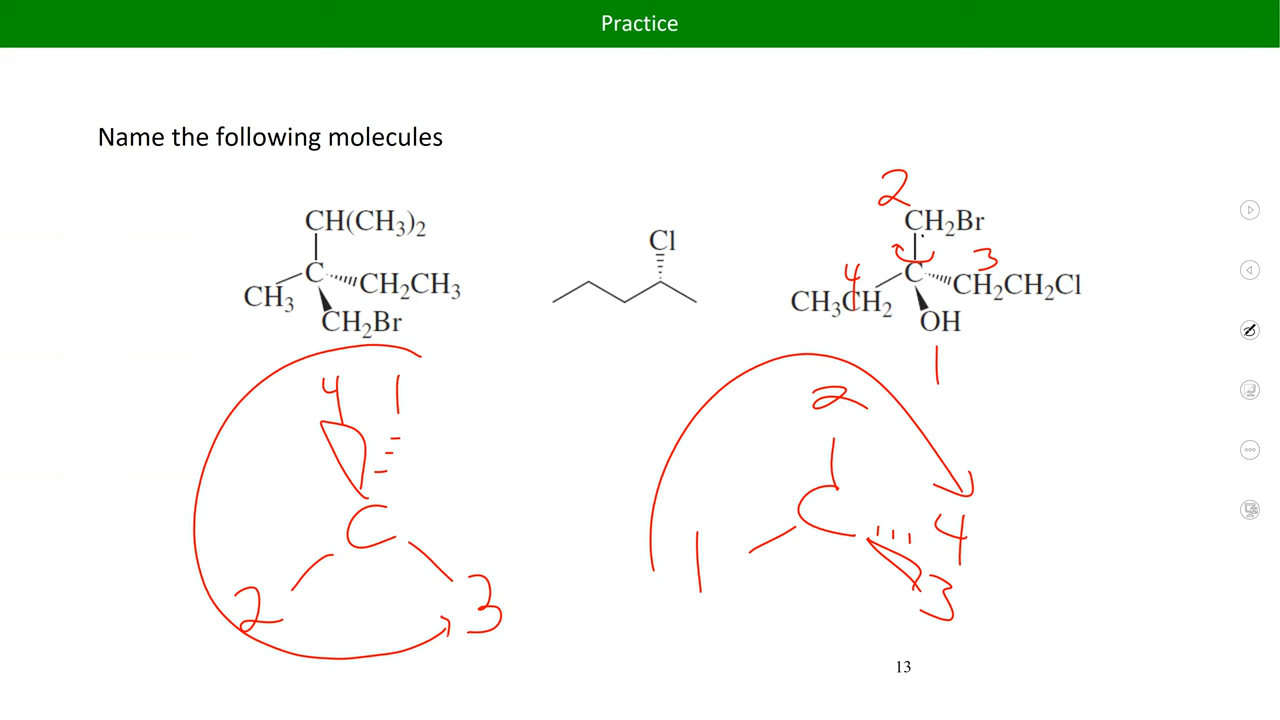 Practice
Name the following molecules
CH(CH₃)₂
C
CH₂CH₃
CH₃
CH₂Br
Cl
2
CH₂Br
3
4
C
CH₂CH₂Cl
CH₃CH₂
OH
1
4 1
C
2 3
2
C
1 4
3
13